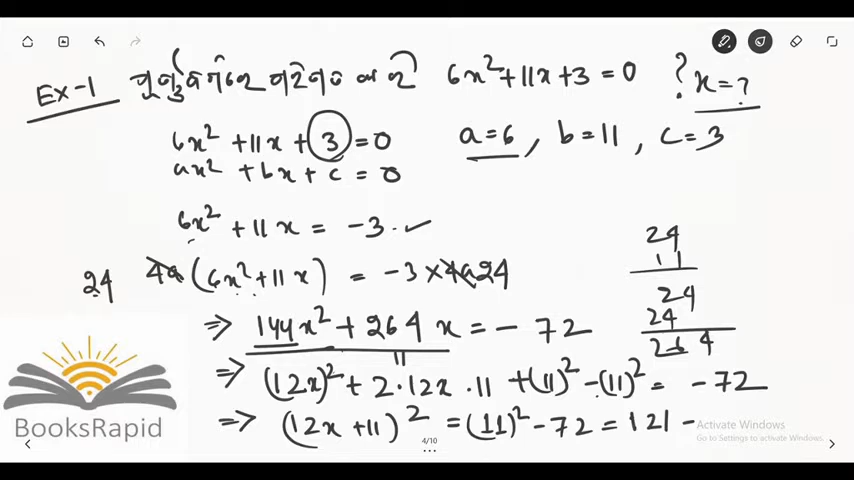 Ex-1 6x² + 11x + 3 = 0 ? x = ?
6x² + 11x + 3 = 0 a = 6 , b = 11 , c = 3
ax² + bx + c = 0
6x² + 11x = -3 .
24 4a (6x² + 11x) = -3 × 4a 24
⇒ 144x² + 264x = - 72
⇒ (12x)² + 2·12x·11 + (11)² - (11)² = -72
⇒ (12x + 11)² = (11)² - 72 = 121 -
24
11
24
24
264
BooksRapid
4/10
Activate Windows
Go to Settings to activate Windows.